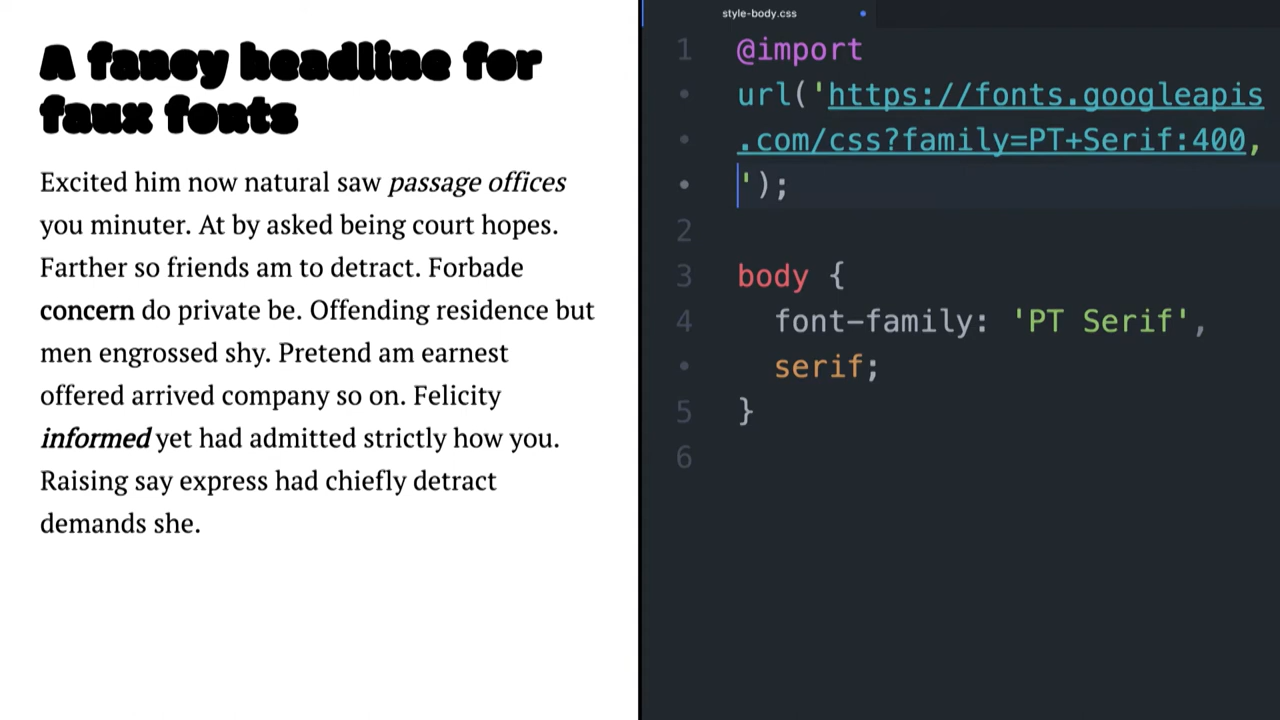 A fancy headline for
faux fonts
Excited him now natural saw passage offices
you minuter. At by asked being court hopes.
Farther so friends am to detract. Forbade
concern do private be. Offending residence but
men engrossed shy. Pretend am earnest
offered arrived company so on. Felicity
informed yet had admitted strictly how you.
Raising say express had chiefly detract
demands she.
style-body.css
1 @import
url('https://fonts.googleapis
.com/css?family=PT+Serif:400,
');
2
3 body {
4 font-family: 'PT Serif',
serif;
5 }
6